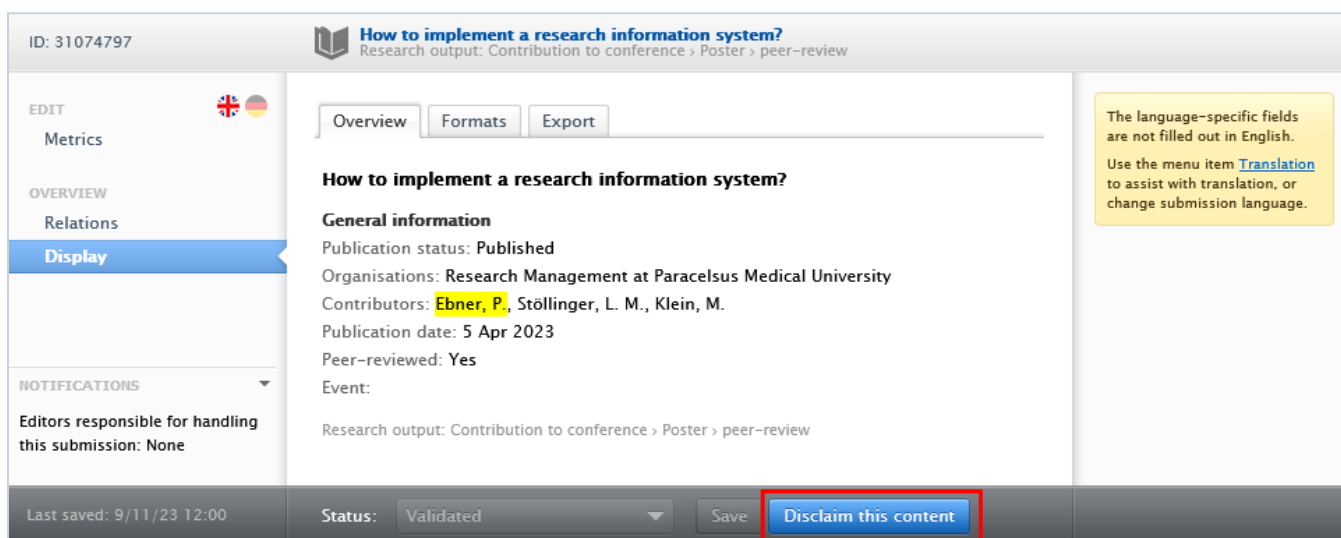 ID: 31074797
How to implement a research information system?
Research output: Contribution to conference › Poster › peer-review
EDIT
Metrics
OVERVIEW
Relations
Display
NOTIFICATIONS
Editors responsible for handling
this submission: None
Overview
Formats
Export
How to implement a research information system?
General information
Publication status: Published
Organisations: Research Management at Paracelsus Medical University
Contributors: Ebner, P., Stöllinger, L. M., Klein, M.
Publication date: 5 Apr 2023
Peer-reviewed: Yes
Event:
Research output: Contribution to conference › Poster › peer-review
The language-specific fields
are not filled out in English.
Use the menu item Translation
to assist with translation, or
change submission language.
Last saved: 9/11/23 12:00
Status:
Validated
Save
Disclaim this content